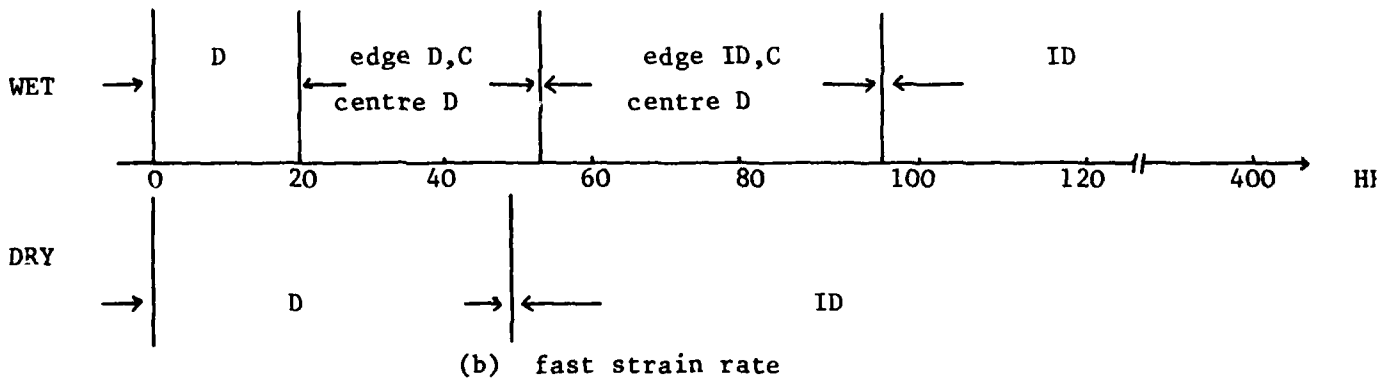 D edge D,C edge ID,C ID
WET
centre D centre D
0 20 40 60 80 100 120 400
DRY
D ID
(b) fast strain rate